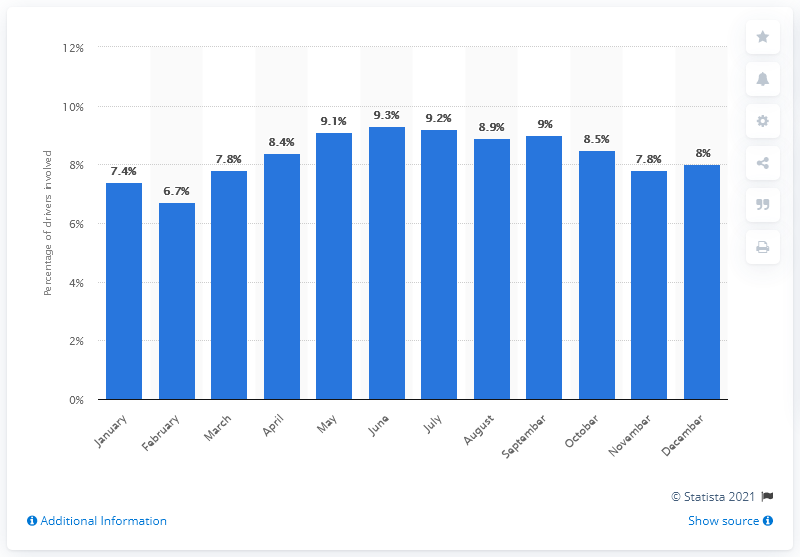 12%
10%
8%
6%
4%
2%
0%
Percentage of drivers involved
7.4%
6.7%
7.8%
8.4%
9.1%
9.3%
9.2%
8.9%
9%
8.5%
7.8%
8%
January
February
March
April
May
June
July
August
September
October
November
December
© Statista 2021
Additional Information
Show source